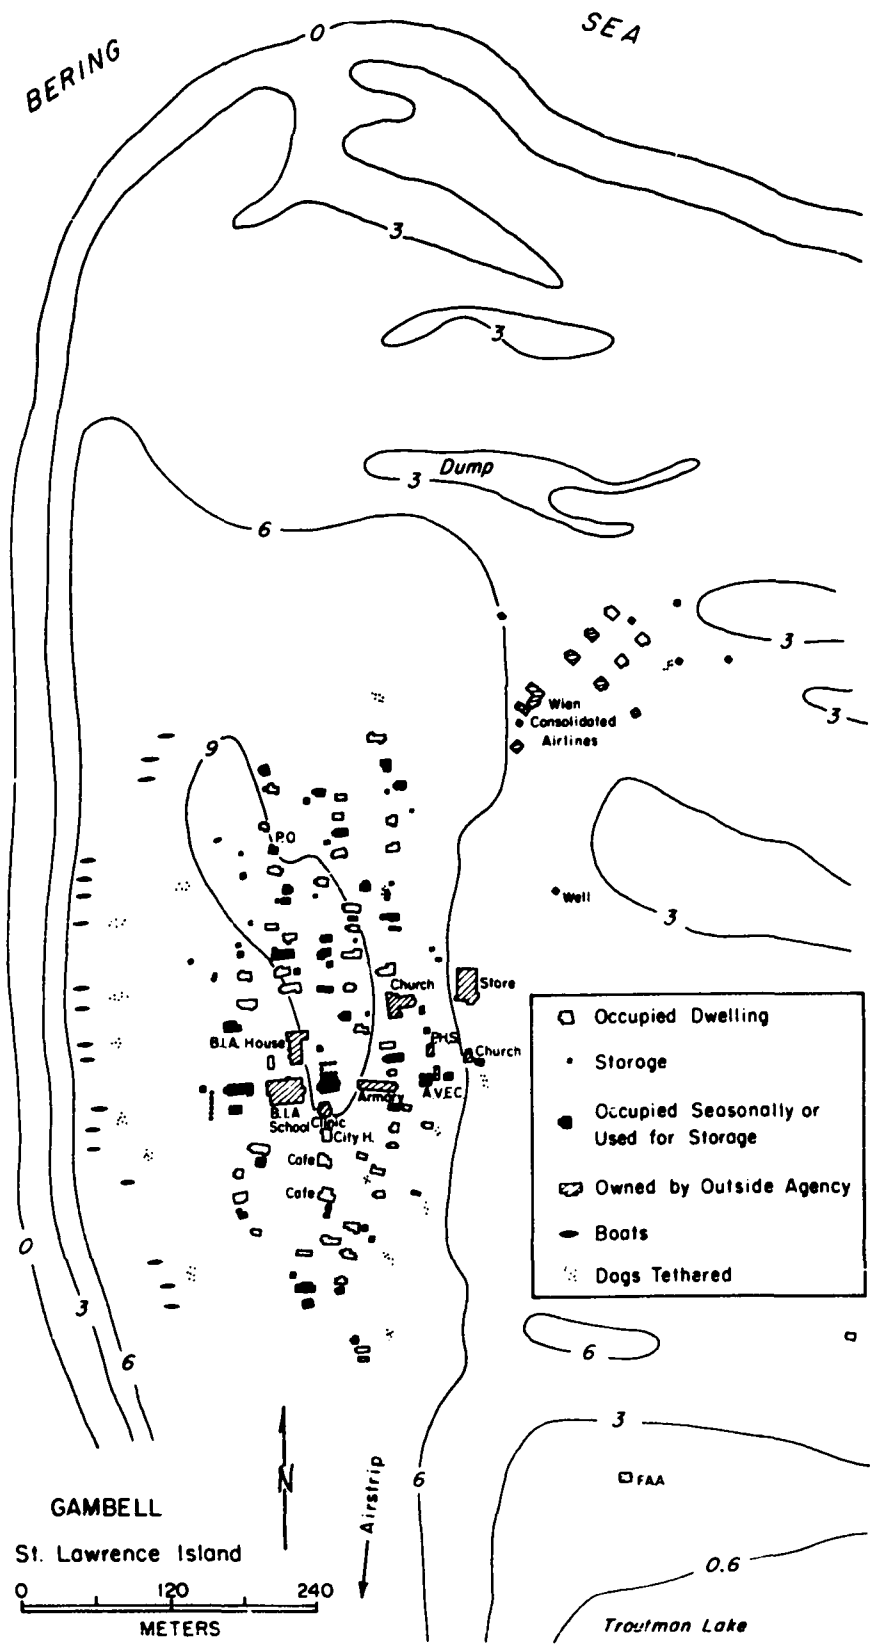 BERING
SEA
0
3
3
Dump
3
6
3
3
Wien
Consolidated
Airlines
9
P.O
Well
3
Church
Store
B.I.A. House
P.H.S.
Church
Armory
A.V.E.C.
B.I.A
School
Clinic
City H.
Cafe
Cafe
Occupied Dwelling
Storage
Occupied Seasonally or
Used for Storage
Owned by Outside Agency
Boats
Dogs Tethered
0
3
6
6
3
6
FAA
0.6
Troutman Lake
N
Airstrip
GAMBELL
St. Lawrence Island
0 120 240
METERS